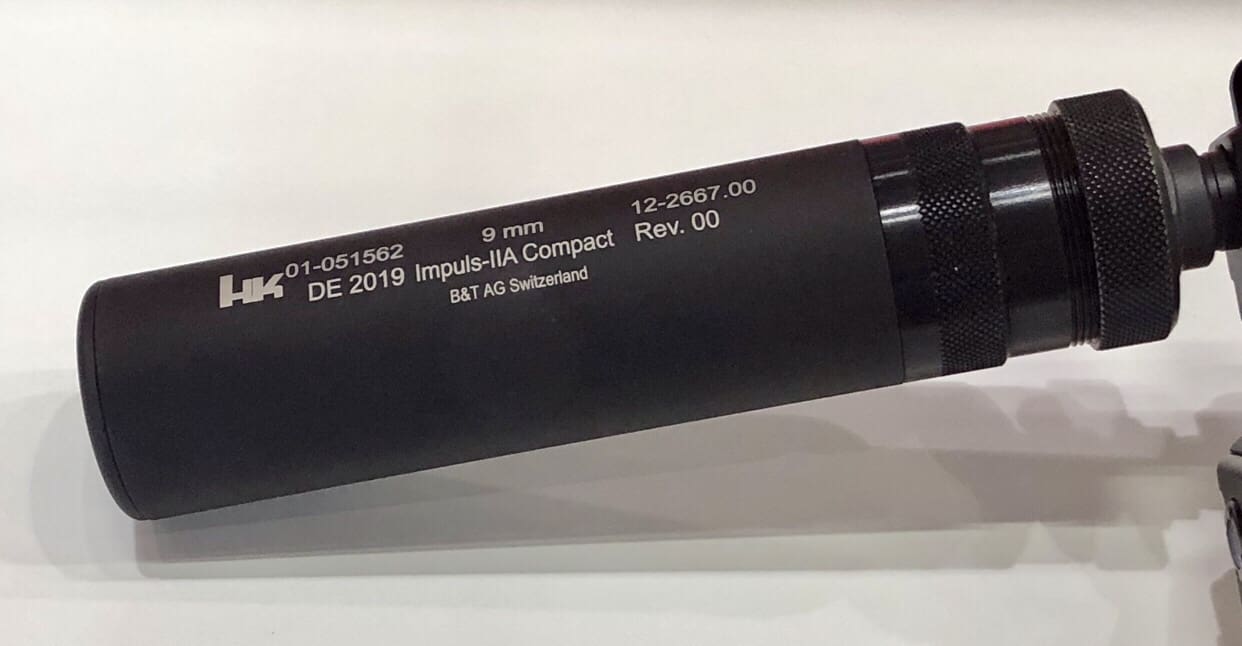 HK 01-051562 9 mm 12-2667.00
DE 2019 Impuls-IIA Compact Rev. 00
B&T AG Switzerland